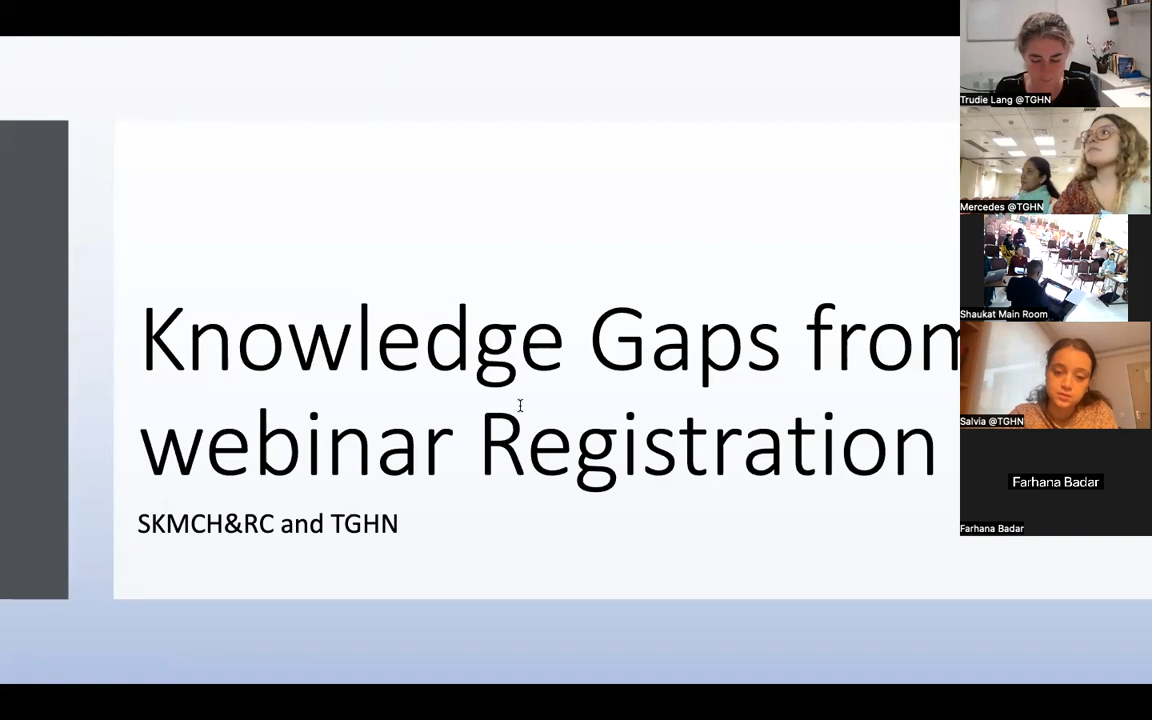 Knowledge Gaps from
webinar Registration
SKMCH&RC and TGHN
Trudie Lang @TGHN
Mercedes @TGHN
Shaukat Main Room
Salvia @TGHN
Farhana Badar
Farhana Badar